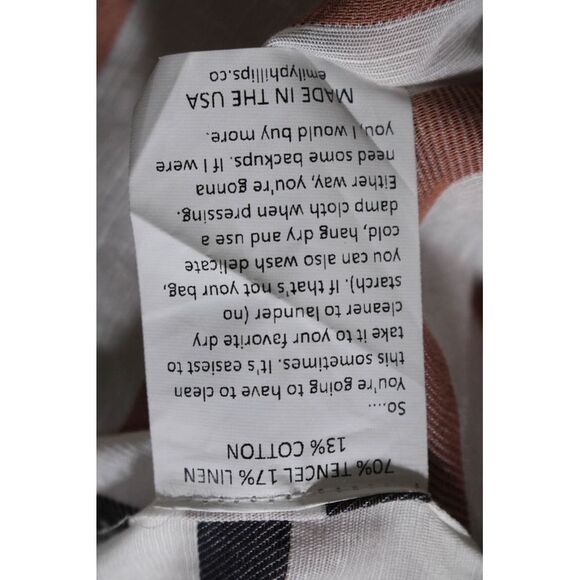 70% TENCEL 17% LINEN
13% COTTON
So....
You're going to have to clean
this sometimes. It's easiest to
take it to your favorite dry
cleaner to launder (no
starch). If that's not your bag,
you can also wash delicate
cold, hang dry and use a
damp cloth when pressing.
Either way, you're gonna
need some backups. If I were
you, I would buy more.
MADE IN THE USA
emilyphillips.co